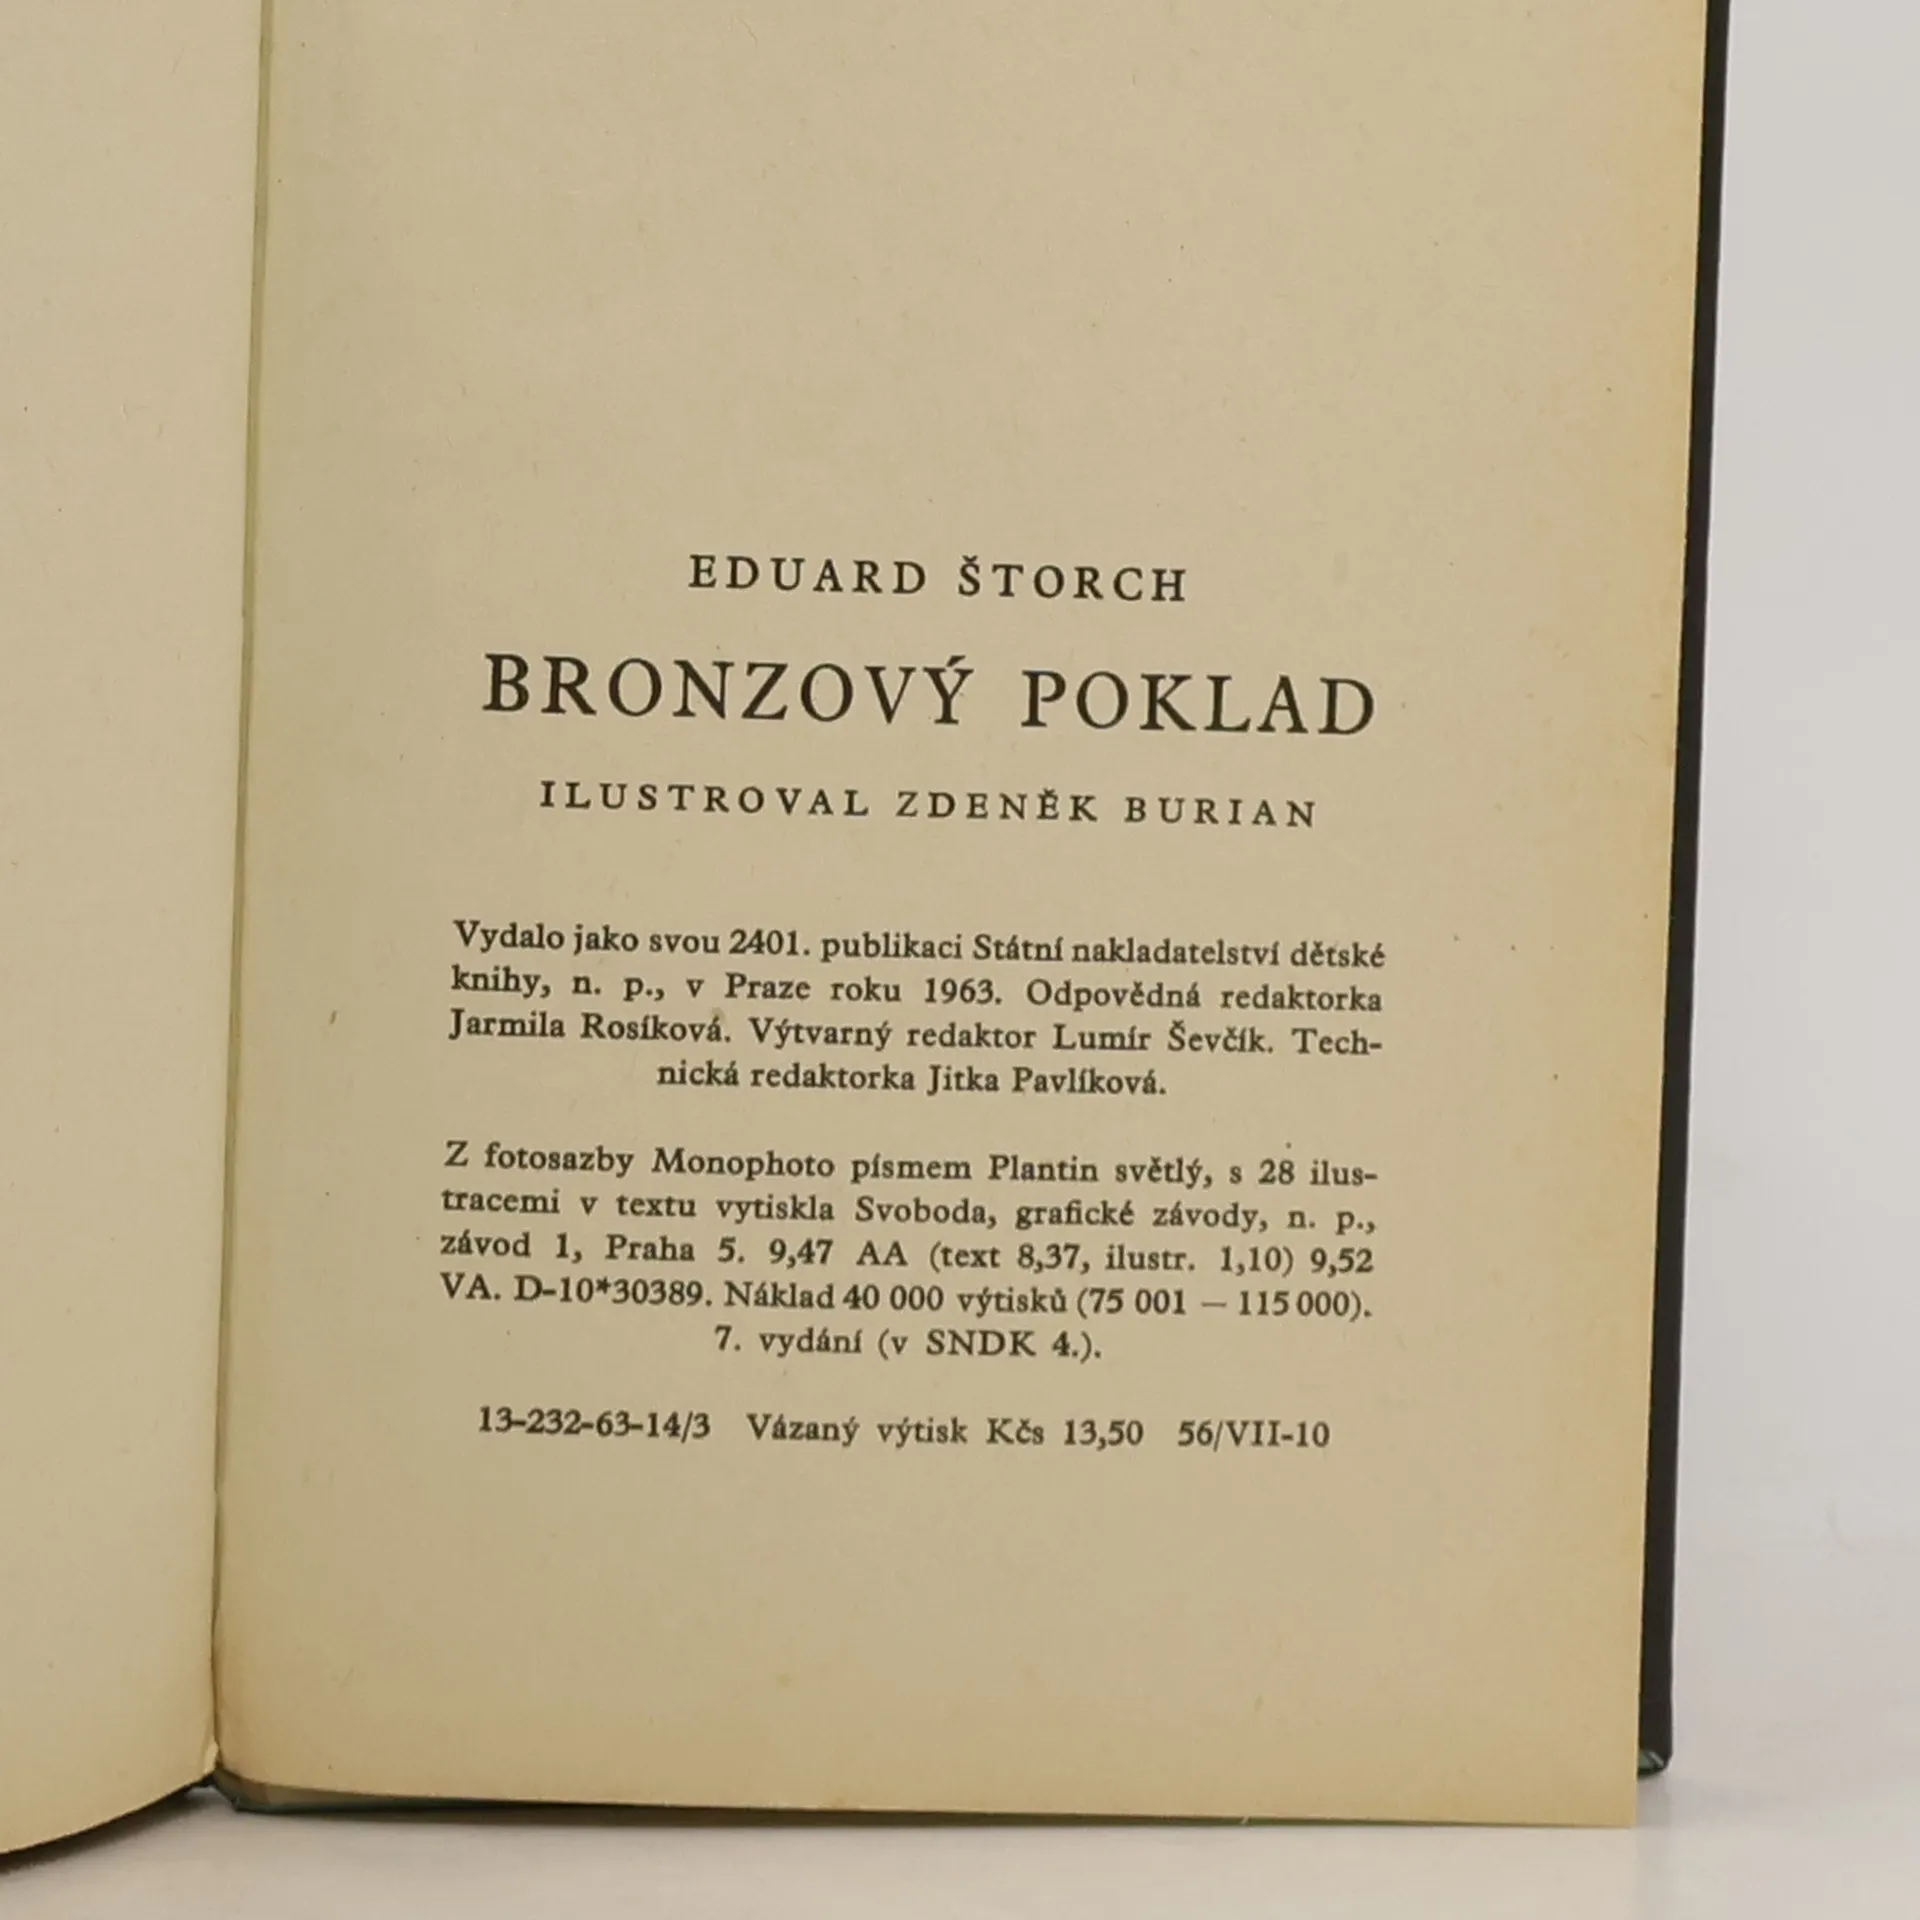 EDUARD ŠTORCH
BRONZOVÝ POKLAD
ILUSTROVAL ZDENĚK BURIAN
Vydalo jako svou 2401. publikaci Státní nakladatelství dětské
knihy, n. p., v Praze roku 1963. Odpovědná redaktorka
Jarmila Rosíková. Výtvarný redaktor Lumír Ševčík. Tech-
nická redaktorka Jitka Pavlíková.
Z fotosazby Monophoto písmem Plantin světlý, s 28 ilus-
tracemi v textu vytiskla Svoboda, grafické závody, n. p.,
závod 1, Praha 5. 9,47 AA (text 8,37, ilustr. 1,10) 9,52
VA. D-10*30389. Náklad 40 000 výtisků (75 001 — 115 000).
7. vydání (v SNDK 4.).
13-232-63-14/3 Vázaný výtisk Kčs 13,50 56/VII-10